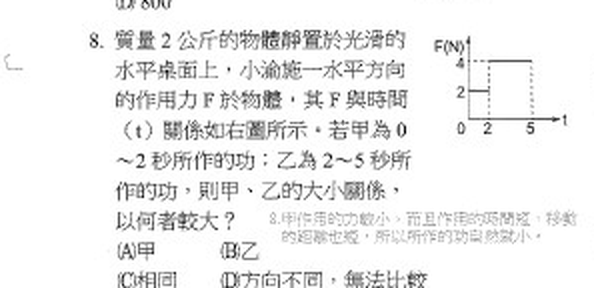 (D) 800
8. 質量 2 公斤的物體靜置於光滑的
水平桌面上，小渝施一水平方向
的作用力 F 於物體，其 F 與時間
（t）關係如右圖所示。若甲為 0
～2 秒所作的功；乙為 2～5 秒所
作的功，則甲、乙的大小關係，
以何者較大？
8.甲作用的力較小，而且作用的時間短，移動
的距離也短，所以所作的功自然就小。
(A)甲 (B)乙
(C)相同 (D)方向不同，無法比較
F(N)
4
2
0 2 5 t